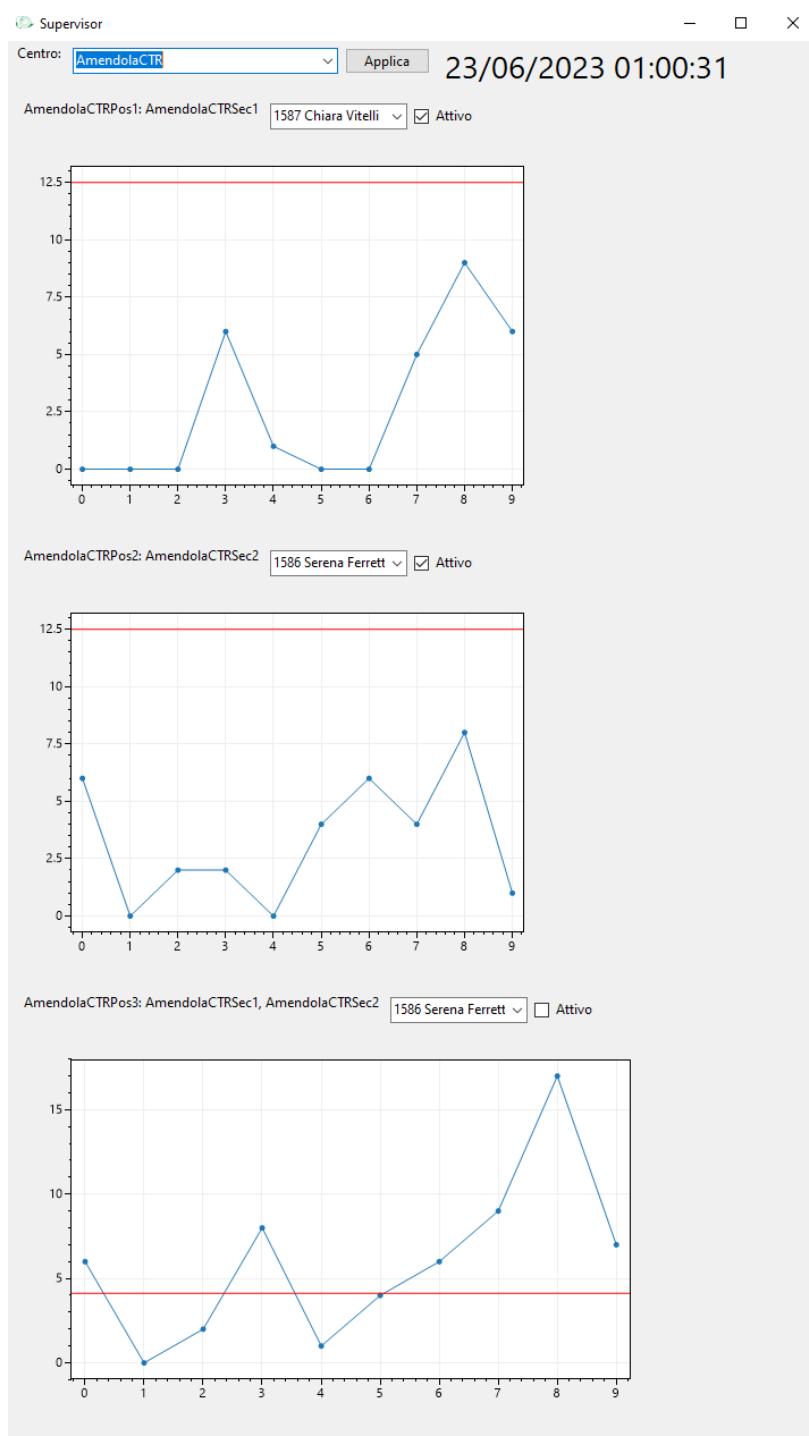 Supervisor
Centro: AmendolaCTR Applica 23/06/2023 01:00:31
AmendolaCTRPos1: AmendolaCTRSec1 1587 Chiara Vitelli Attivo
12.5
10
7.5
5
2.5
0
0 1 2 3 4 5 6 7 8 9
AmendolaCTRPos2: AmendolaCTRSec2 1586 Serena Ferrett Attivo
12.5
10
7.5
5
2.5
0
0 1 2 3 4 5 6 7 8 9
AmendolaCTRPos3: AmendolaCTRSec1, AmendolaCTRSec2 1586 Serena Ferrett Attivo
15
10
5
0
0 1 2 3 4 5 6 7 8 9